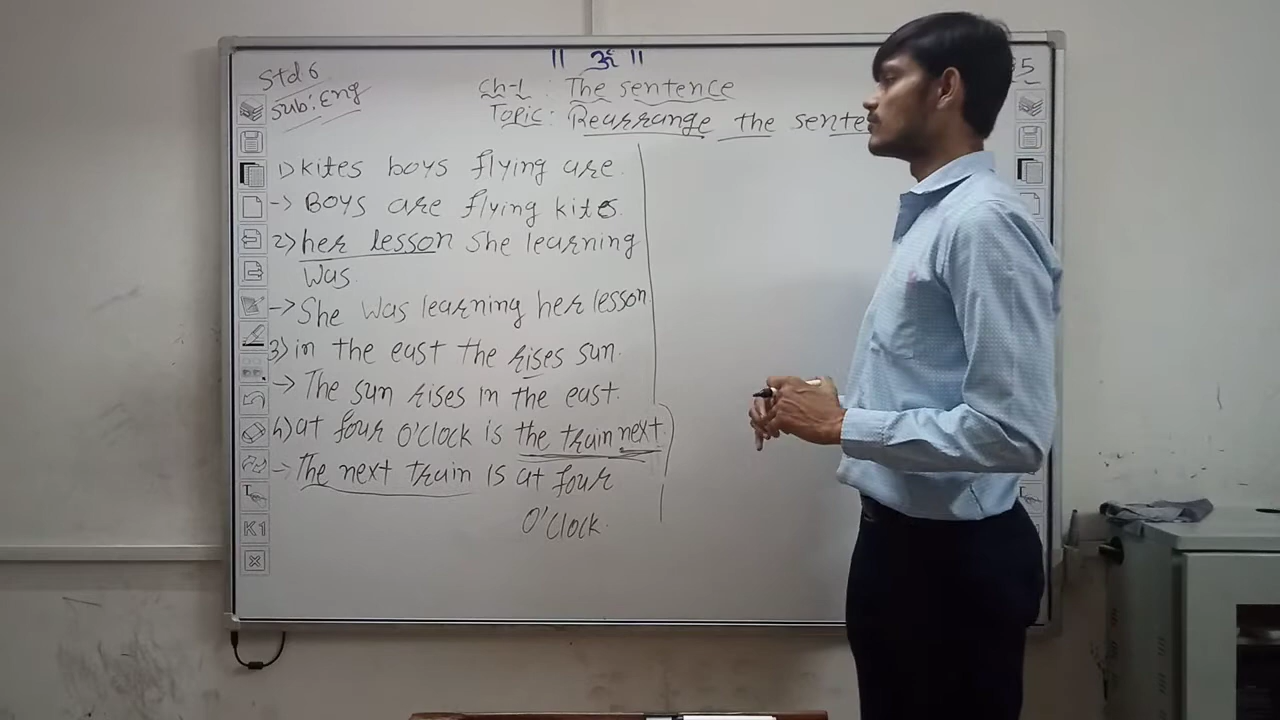 || ॐ ||
Std 6
Sub: Eng
Ch-1 : The sentence
Topic: Rearrange the sente
35
1) kites boys flying are.
-> Boys are flying kites.
2) her lesson she learning
was.
-> She was learning her lesson
3) in the east the rises sun.
-> The sun rises in the east.
4) at four O'clock is the train next.
-> The next train is at four
O'clock.
T
K1